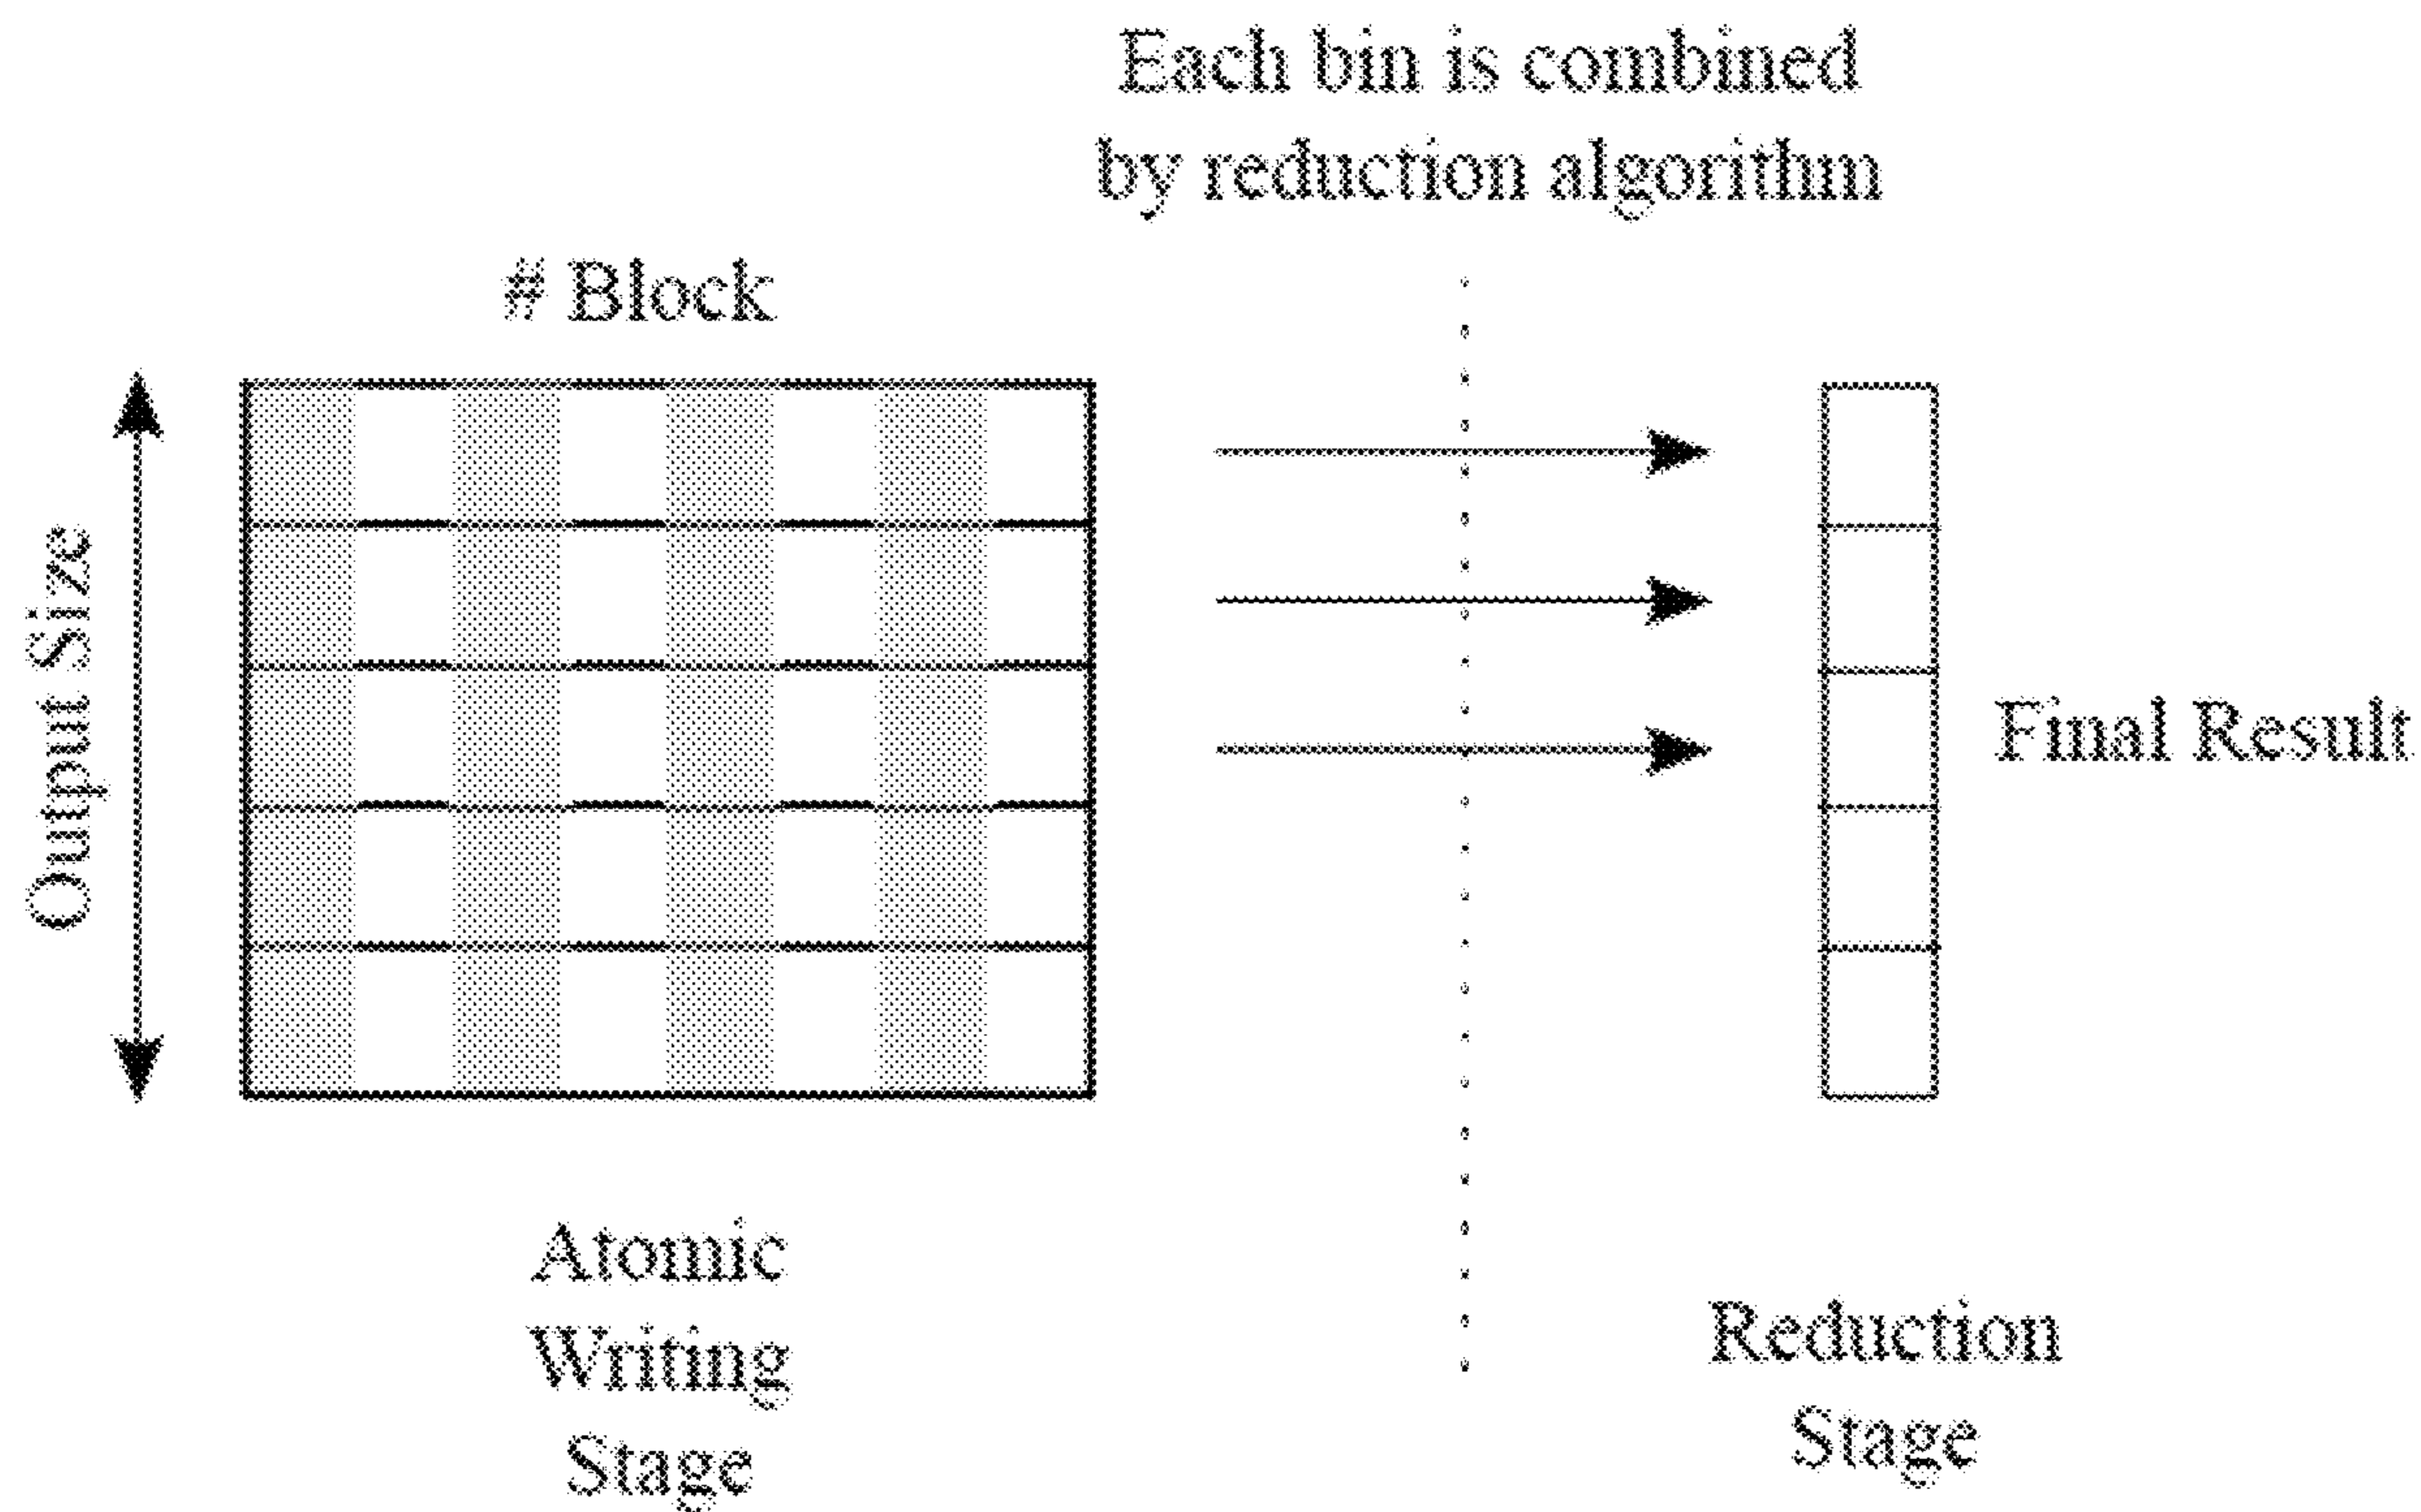 Each bin is combined
by reduction algorithm
# Block
Output Size
Final Result
Atomic
Writing
Stage
Reduction
Stage